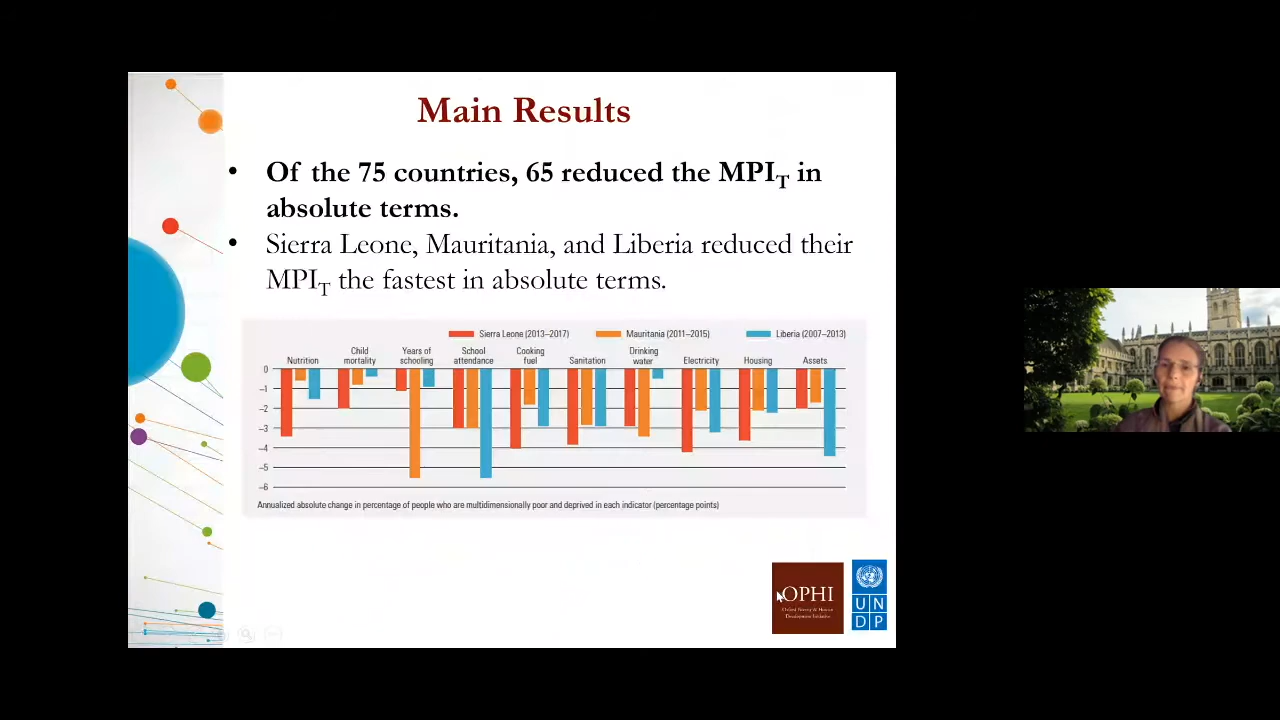 Main Results
• Of the 75 countries, 65 reduced the MPIT in
absolute terms.
• Sierra Leone, Mauritania, and Liberia reduced their
MPIT the fastest in absolute terms.
Sierra Leone (2013–2017) Mauritania (2011–2015) Liberia (2007–2013)
Nutrition Child mortality Years of schooling School attendance Cooking fuel Sanitation Drinking water Electricity Housing Assets
0
–1
–2
–3
–4
–5
–6
Annualized absolute change in percentage of people who are multidimensionally poor and deprived in each indicator (percentage points)
OPHI
Oxford Poverty & Human
Development Initiative
U N
D P